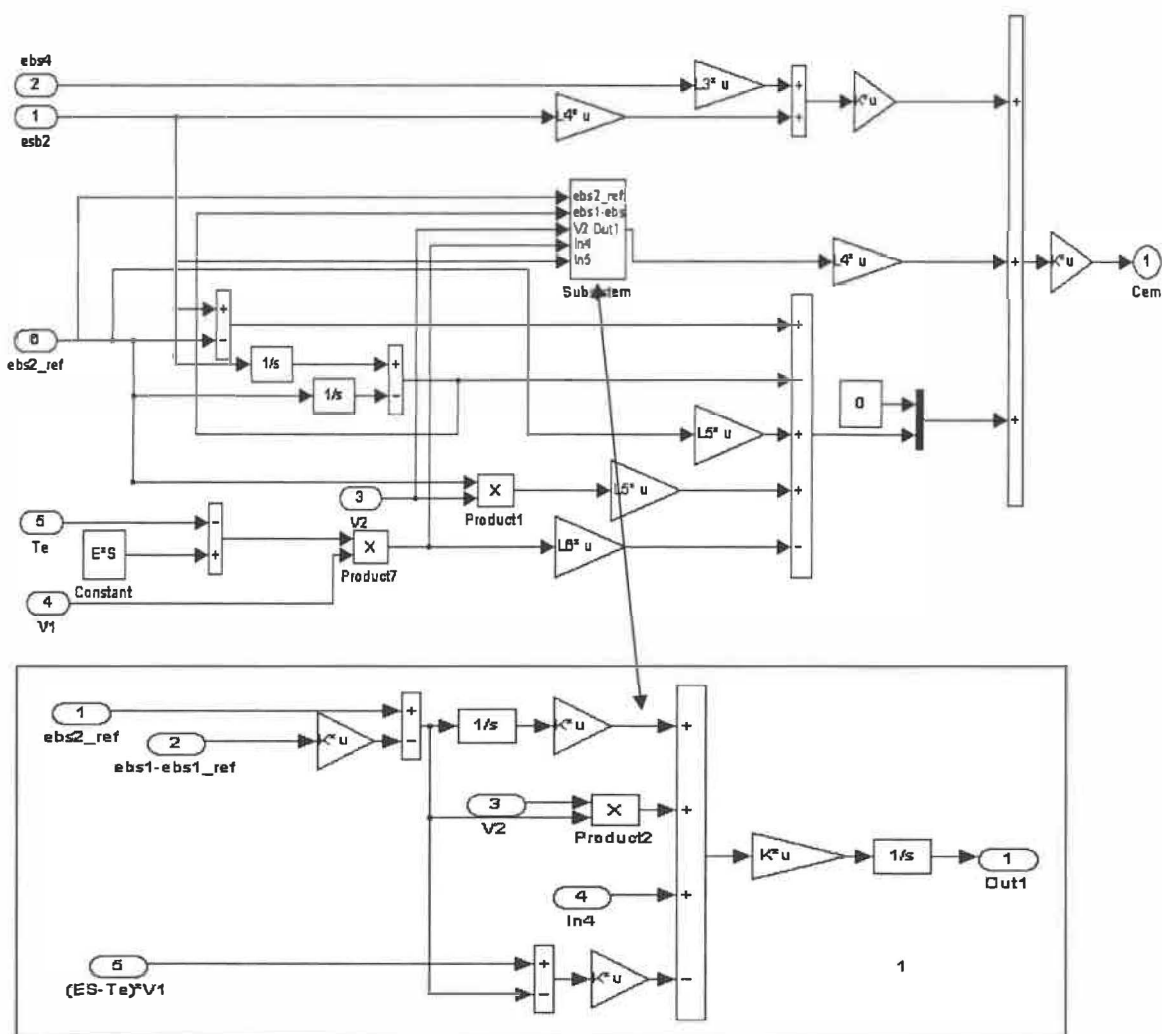 ebs4
2
L3* u
+
K* u
+
1
L4* u
+
esb2
ebs2_ref
ebs1-ebs
V2 Out1
In4
In5
Subsystem
L4* u
+
K* u
1
Cem
+
-
6
ebs2_ref
1/s
+
-
1/s
+
-
0
+
L5* u
+
3
V2
X
Product1
L5* u
+
5
Te
-
+
E*S
Constant
X
Product7
L6* u
-
4
V1
1
ebs2_ref
+
-
1/s
K* u
+
2
ebs1-ebs1_ref
K* u
3
V2
X
Product2
+
K* u
1/s
1
Out1
4
In4
+
5
(ES-Te)*V1
+
-
K* u
-
1